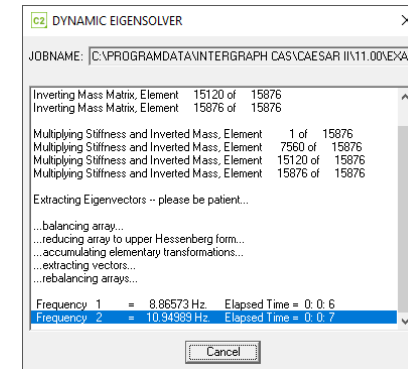 C2 DYNAMIC EIGENSOLVER
JOBNAME: C:\PROGRAMDATA\INTERGRAPH CAS\CAESAR II\11.00\EXA
Inverting Mass Matrix, Element 15120 of 15876
Inverting Mass Matrix, Element 15876 of 15876
Multiplying Stiffness and Inverted Mass, Element 1 of 15876
Multiplying Stiffness and Inverted Mass, Element 7560 of 15876
Multiplying Stiffness and Inverted Mass, Element 15120 of 15876
Multiplying Stiffness and Inverted Mass, Element 15876 of 15876
Extracting Eigenvectors -- please be patient...
...balancing array...
...reducing array to upper Hessenberg form...
...accumulating elementary transformations...
...extracting vectors...
...rebalancing arrays...
Frequency 1 = 8.86573 Hz. Elapsed Time = 0: 0: 6
Frequency 2 = 10.94989 Hz. Elapsed Time = 0: 0: 7
Cancel